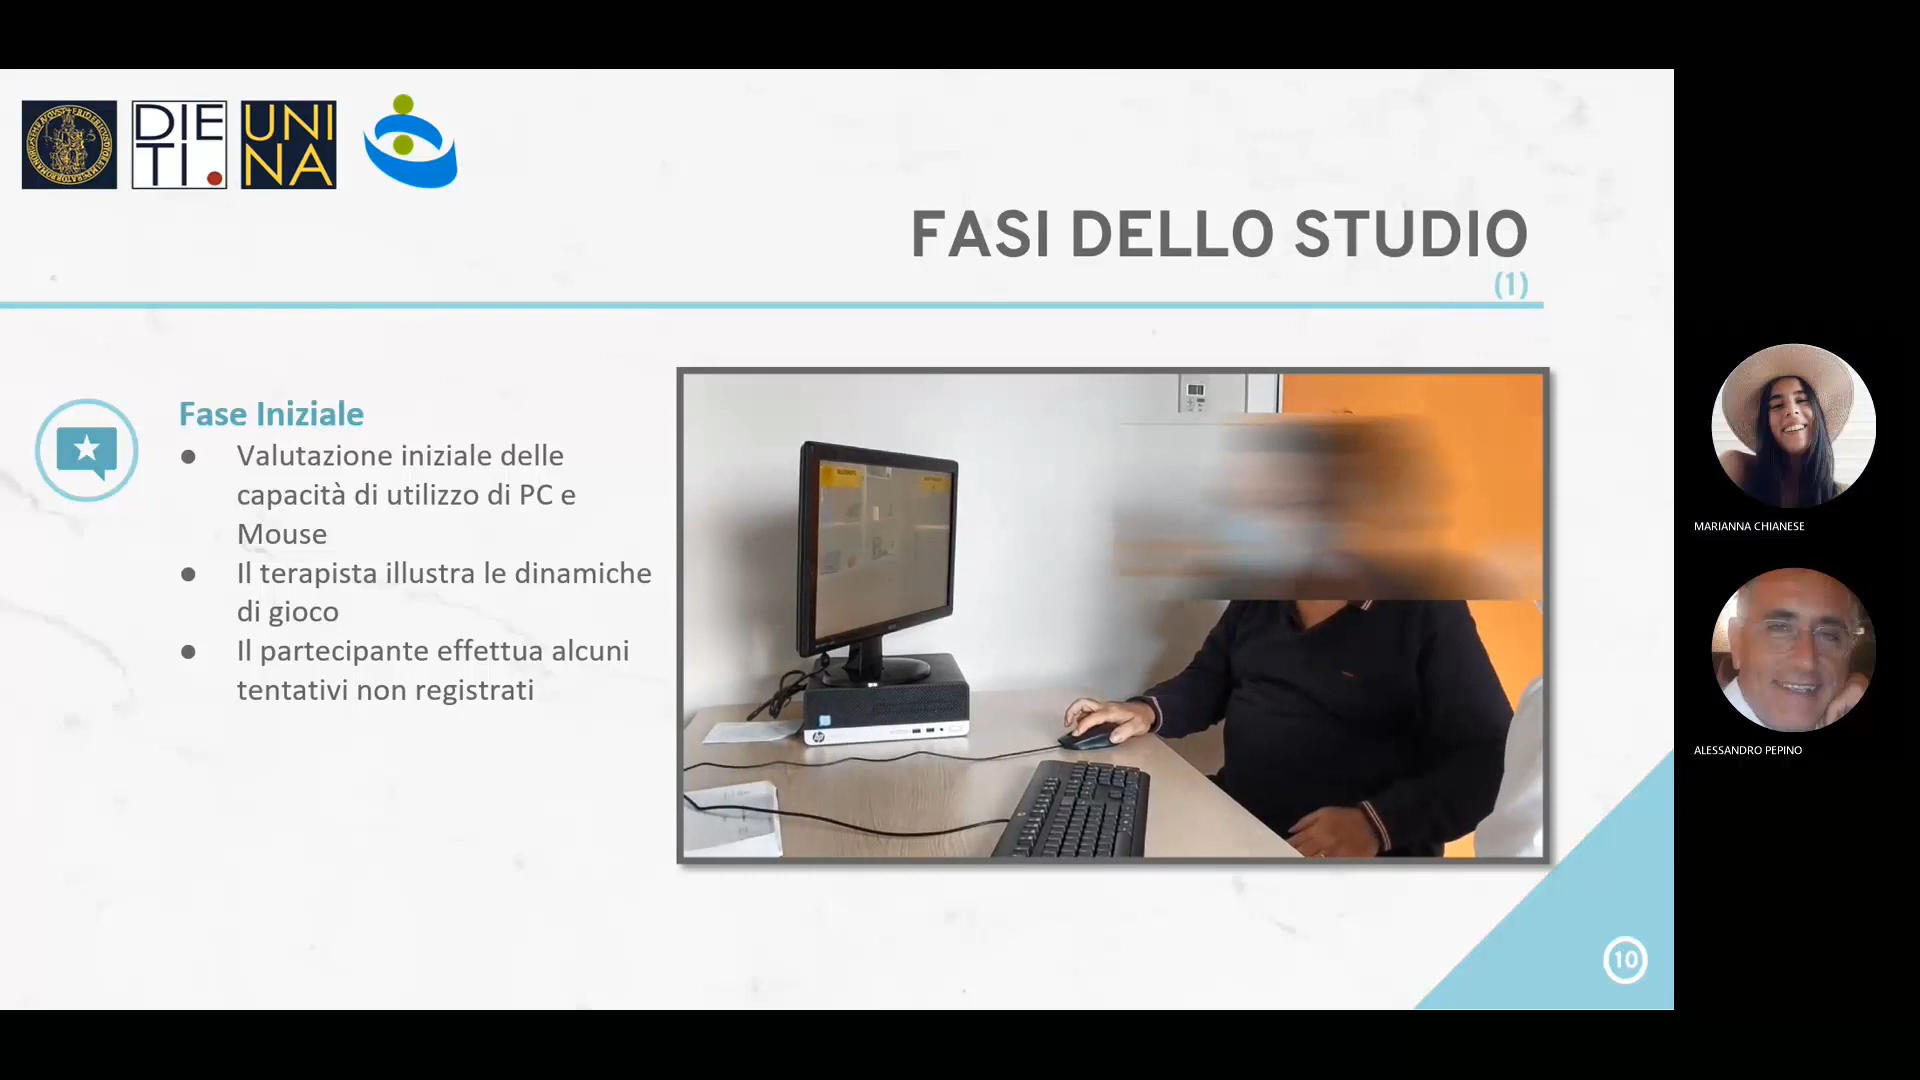 DIE
TI.
UNI
NA
FASI DELLO STUDIO
(1)
Fase Iniziale
● Valutazione iniziale delle
capacità di utilizzo di PC e
Mouse
● Il terapista illustra le dinamiche
di gioco
● Il partecipante effettua alcuni
tentativi non registrati
hp
10
MARIANNA CHIANESE
ALESSANDRO PEPINO